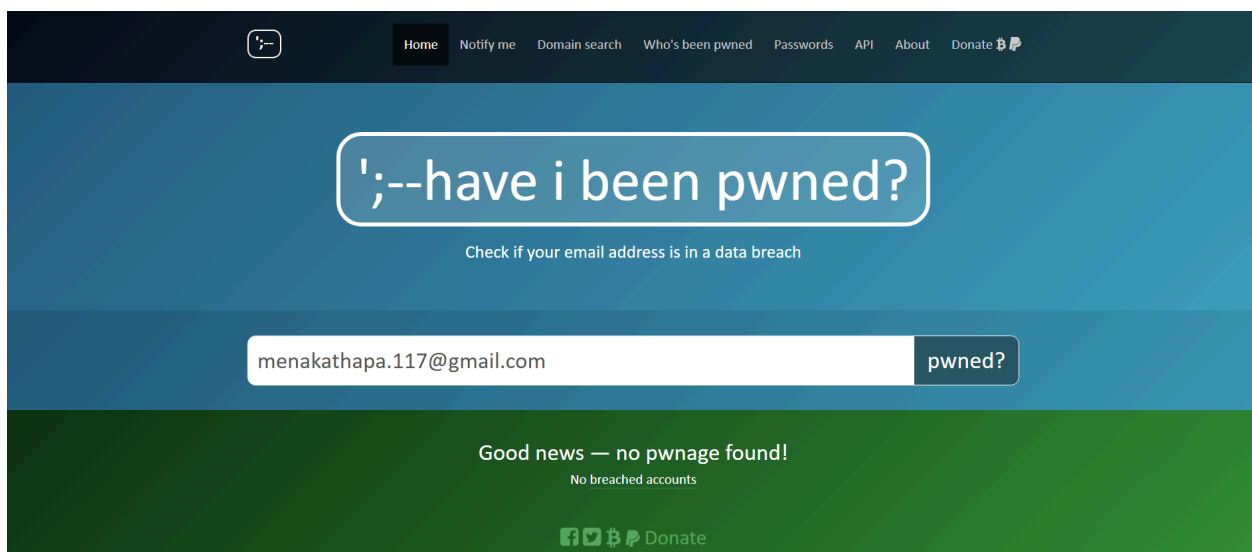 ';--
Home Notify me Domain search Who's been pwned Passwords API About Donate
';--have i been pwned?
Check if your email address is in a data breach
menakathapa.117@gmail.com pwned?
Good news — no pwnage found!
No breached accounts
Donate